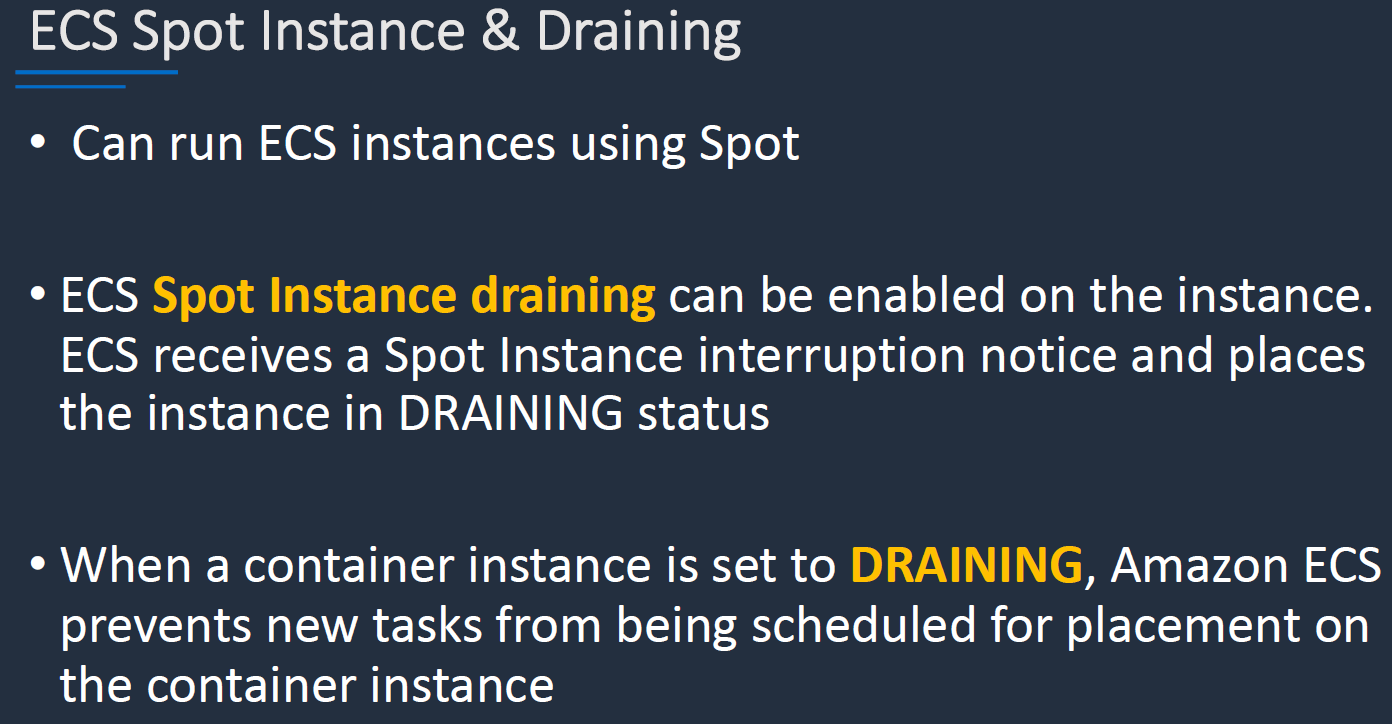 ECS Spot Instance & Draining
• Can run ECS instances using Spot
• ECS Spot Instance draining can be enabled on the instance.
ECS receives a Spot Instance interruption notice and places
the instance in DRAINING status
• When a container instance is set to DRAINING, Amazon ECS
prevents new tasks from being scheduled for placement on
the container instance